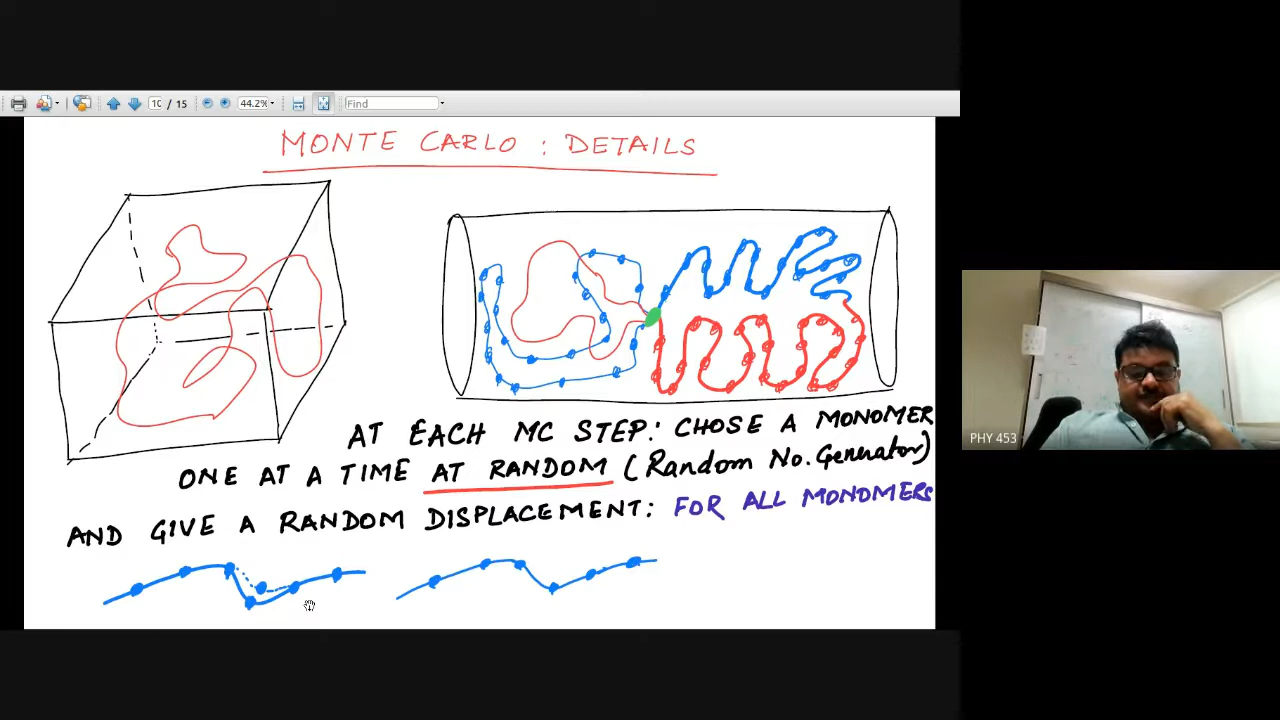 10 / 15
44.2%
Find
MONTE CARLO : DETAILS
AT EACH MC STEP: CHOSE A MONOMER
ONE AT A TIME AT RANDOM (Random No. Generator)
AND GIVE A RANDOM DISPLACEMENT: FOR ALL MONOMERS
PHY 453